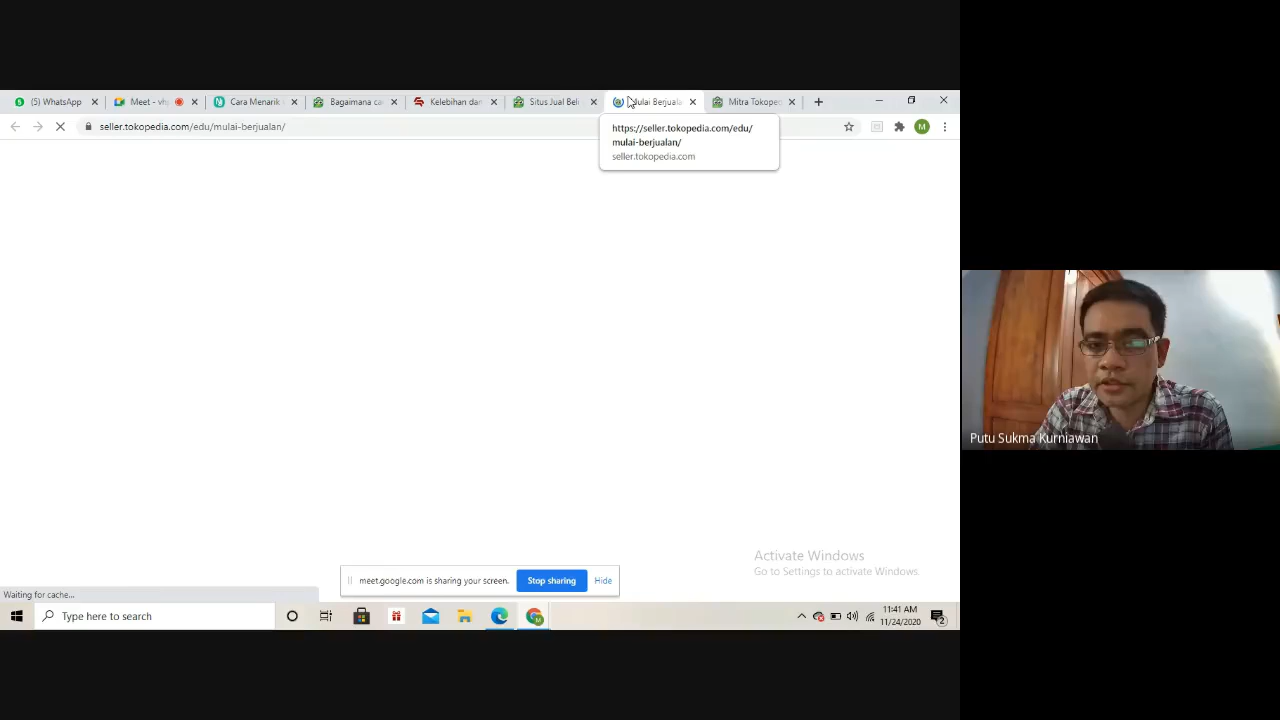 (5) WhatsApp
Meet - vh
Cara Menarik
Bagaimana ca
Kelebihan dan
Situs Jual Beli
Mulai Berjuala
Mitra Tokoped
seller.tokopedia.com/edu/mulai-berjualan/
M
https://seller.tokopedia.com/edu/
mulai-berjualan/
seller.tokopedia.com
Putu Sukma Kurniawan
Activate Windows
Go to Settings to activate Windows.
meet.google.com is sharing your screen.
Stop sharing
Hide
Waiting for cache...
Type here to search
11:41 AM
11/24/2020
2